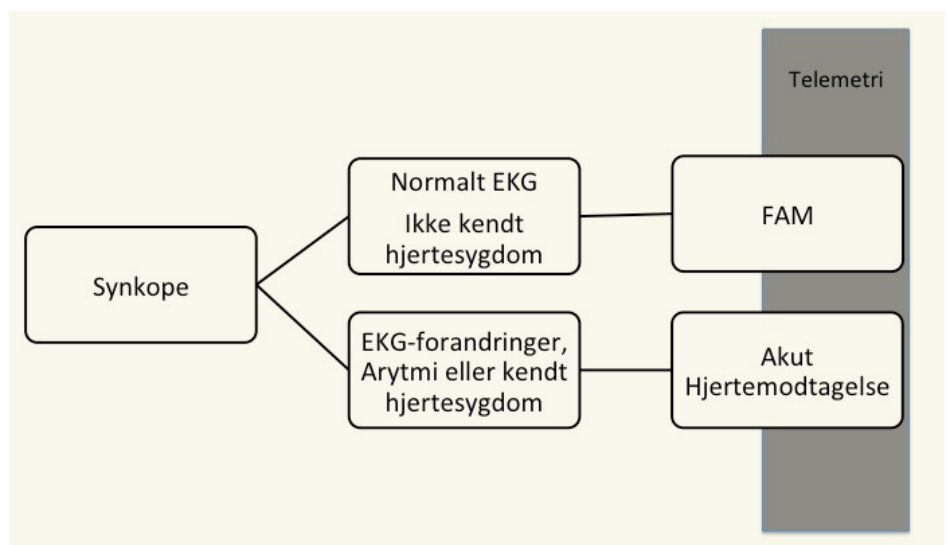 Telemetri
Synkope
Normalt EKG
Ikke kendt
hjertesygdom
FAM
EKG-forandringer,
Arytmi eller kendt
hjertesygdom
Akut
Hjertemodtagelse